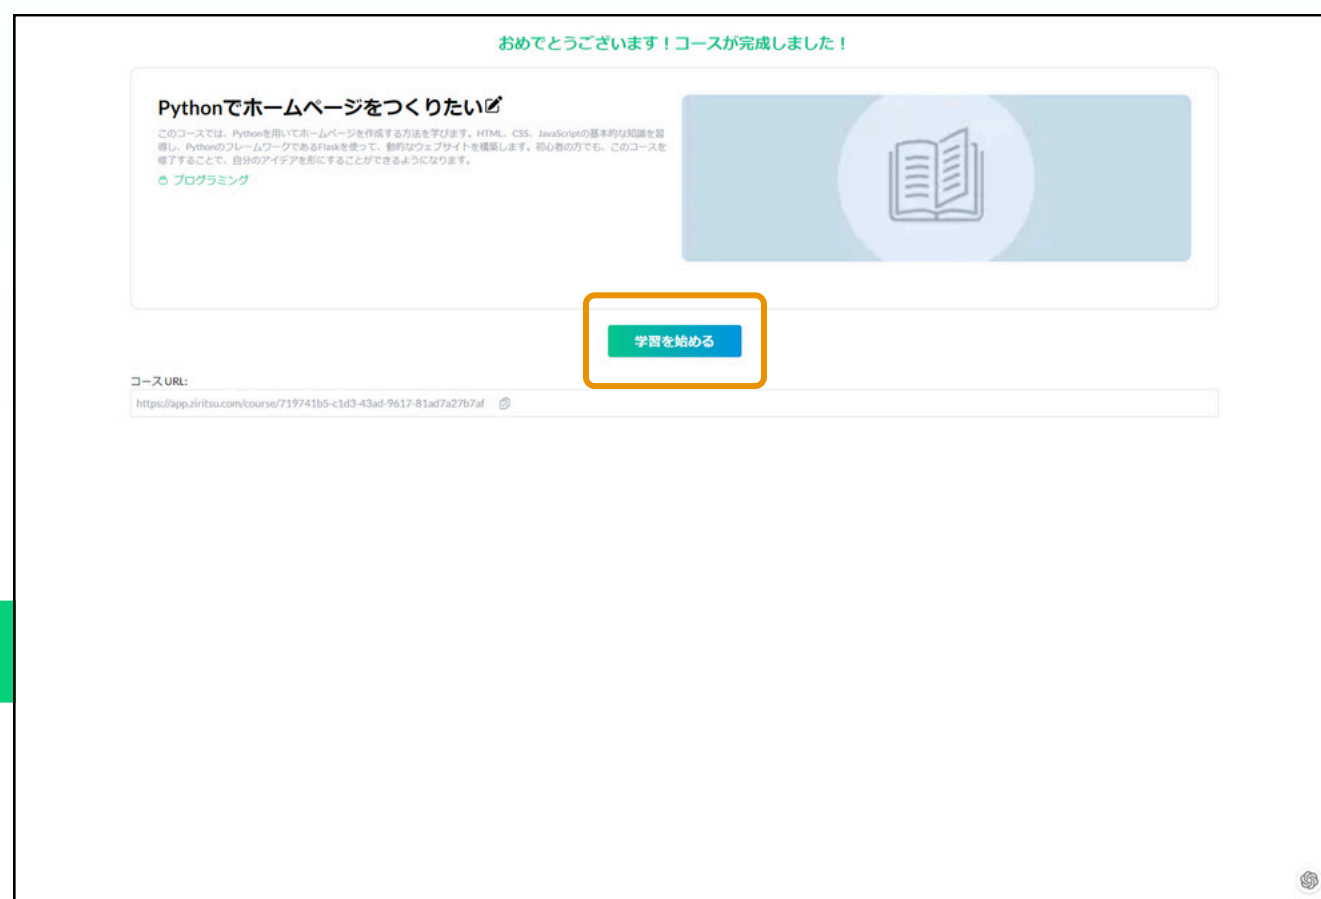 おめでとうございます！コースが完成しました！
Pythonでホームページをつくりたい
このコースでは、Pythonを用いてホームページを作成する方法を学びます。HTML、CSS、JavaScriptの基本的な知識を習
得し、PythonのフレームワークであるFlaskを使って、動的なウェブサイトを構築します。初心者の方でも、このコースを
修了することで、自分のアイデアを形にすることができるようになります。
プログラミング
学習を始める
コース URL:
https://app.ziritsu.com/course/719741b5-c1d3-43ad-9617-81ad7a27b7af